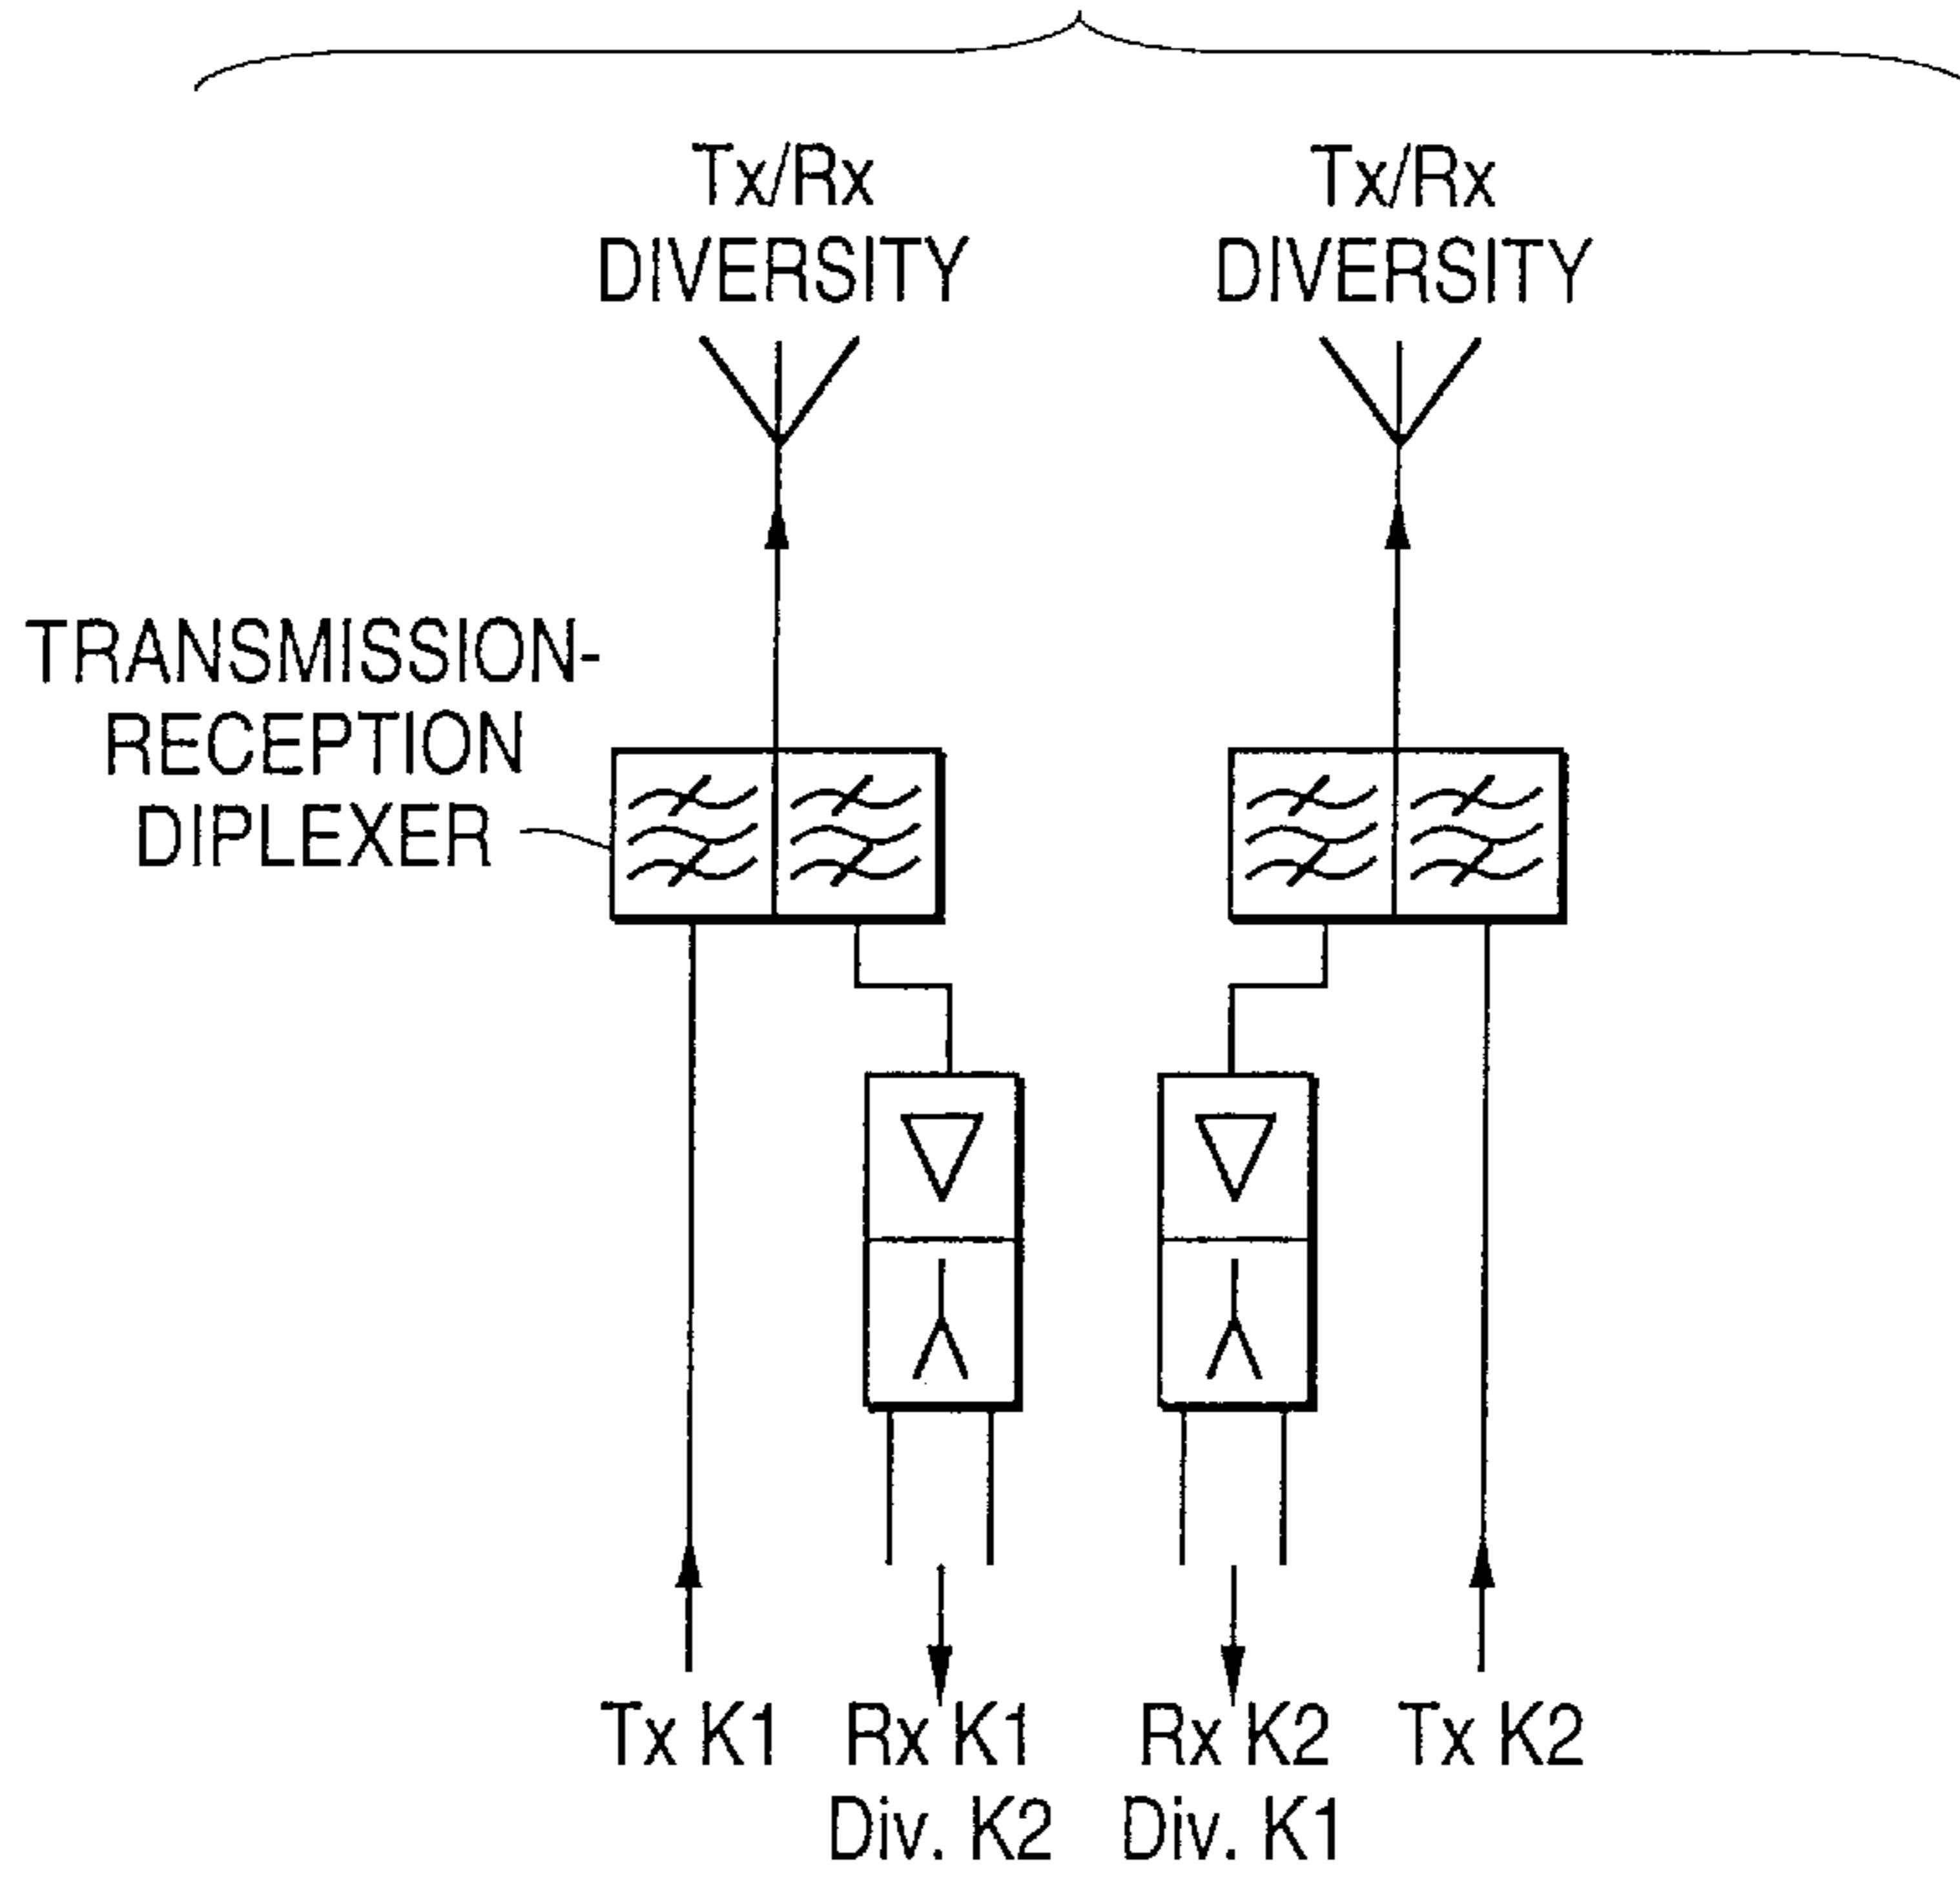 Tx/Rx
DIVERSITY
Tx/Rx
DIVERSITY
TRANSMISSION-
RECEPTION
DIPLEXER
Tx K1
Rx K1
Div. K2
Rx K2
Div. K1
Tx K2